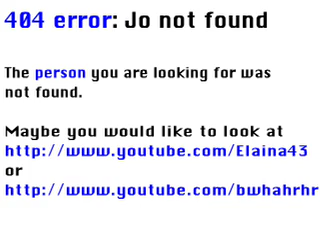 404 error: Jo not found
The person you are looking for was
not found.
Maybe you would like to look at
http://www.youtube.com/Elaina43
or
http://www.youtube.com/bwhahrhr